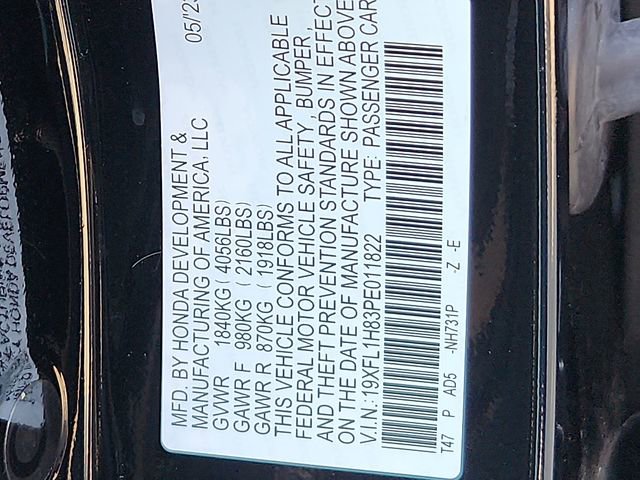 MFD. BY HONDA DEVELOPMENT & 05/'23
MANUFACTURING OF AMERICA, LLC
GVWR 1840KG ( 4056LBS)
GAWR F 980KG ( 2160LBS)
GAWR R 870KG ( 1918LBS)
THIS VEHICLE CONFORMS TO ALL APPLICABLE
FEDERAL MOTOR VEHICLE SAFETY, BUMPER,
AND THEFT PREVENTION STANDARDS IN EFFECT
ON THE DATE OF MANUFACTURE SHOWN ABOVE
V.I.N.: 19XFL1H83PE011822 TYPE: PASSENGER CAR
T47 P AD5 -NH731P -Z -E